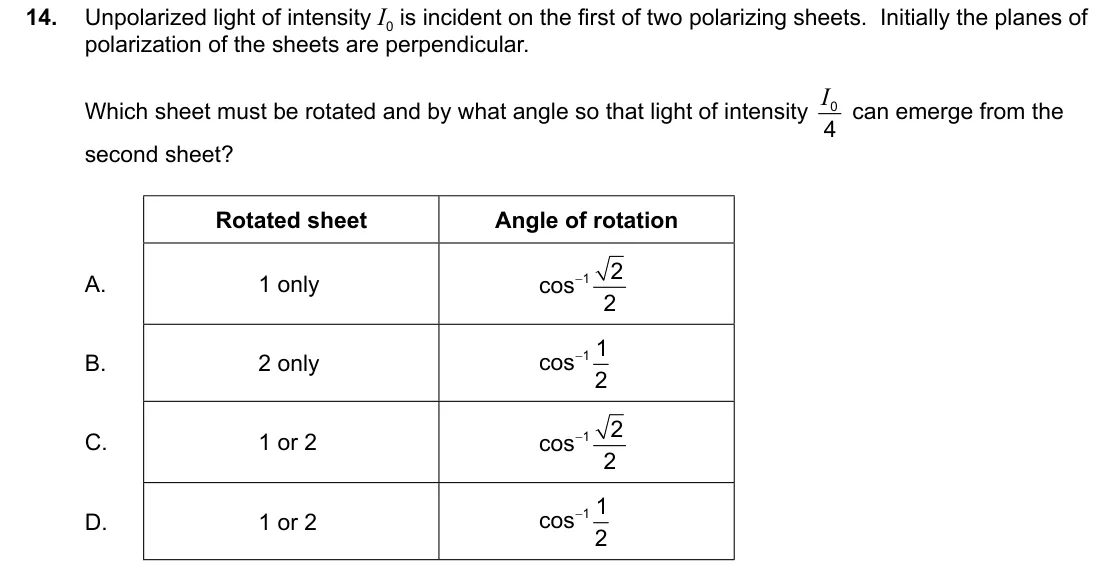 14. Unpolarized light of intensity I₀ is incident on the first of two polarizing sheets. Initially the planes of
polarization of the sheets are perpendicular.
Which sheet must be rotated and by what angle so that light of intensity I₀/4 can emerge from the
second sheet?
Rotated sheet Angle of rotation
A. 1 only cos⁻¹ √2/2
B. 2 only cos⁻¹ 1/2
C. 1 or 2 cos⁻¹ √2/2
D. 1 or 2 cos⁻¹ 1/2